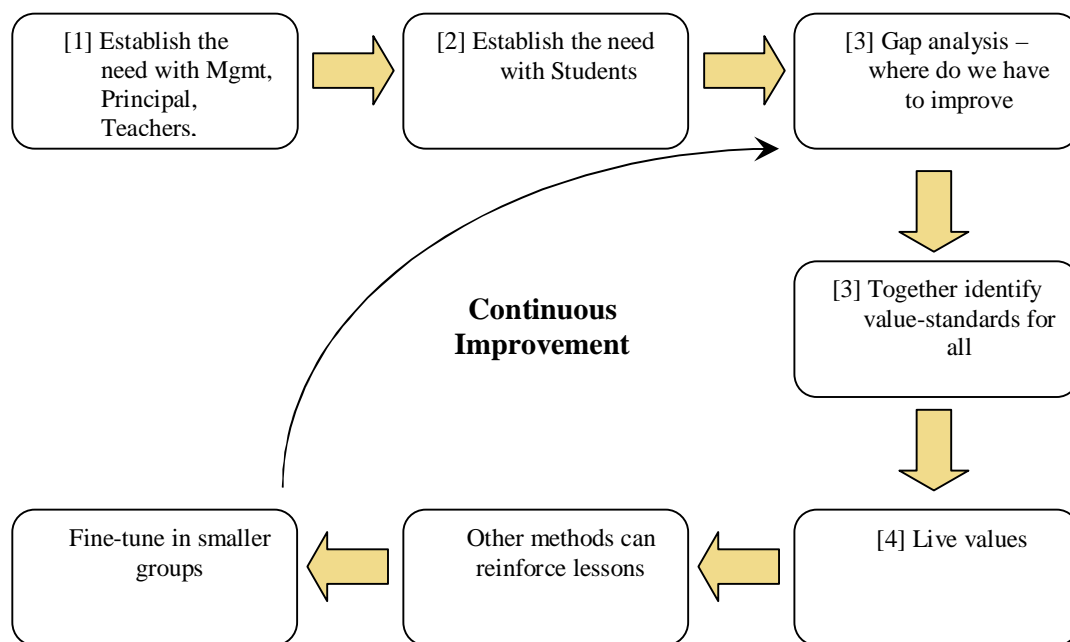 [1] Establish the
need with Mgmt,
Principal,
Teachers.
[2] Establish the need
with Students
[3] Gap analysis –
where do we have
to improve
[3] Together identify
value-standards for
all
Continuous
Improvement
[4] Live values
Other methods can
reinforce lessons
Fine-tune in smaller
groups